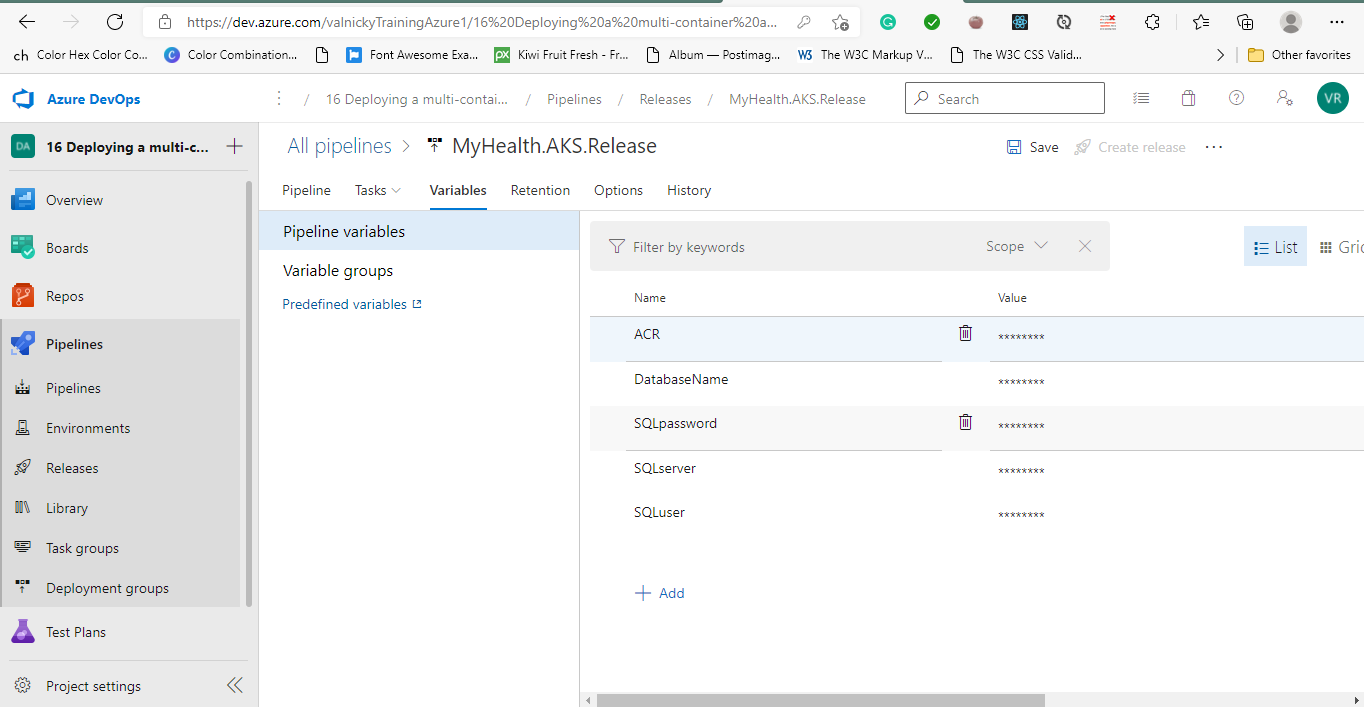 https://dev.azure.com/valnickyTrainingAzure1/16%20Deploying%20a%20multi-container%20a...
ch Color Hex Color Co... C Color Combination... Font Awesome Exa... px Kiwi Fruit Fresh - Fr... Album — Postimag... W3 The W3C Markup V... The W3C CSS Valid... Other favorites
Azure DevOps / 16 Deploying a multi-contai... / Pipelines / Releases / MyHealth.AKS.Release Search VR
DA 16 Deploying a multi-c...
All pipelines > MyHealth.AKS.Release Save Create release ...
Pipeline Tasks Variables Retention Options History
Overview
Boards
Repos
Pipelines
Pipelines
Environments
Releases
Library
Task groups
Deployment groups
Test Plans
Project settings
Pipeline variables
Variable groups
Predefined variables
Filter by keywords Scope
List Gri
Name Value
ACR ********
DatabaseName ********
SQLpassword ********
SQLserver ********
SQLuser ********
Add